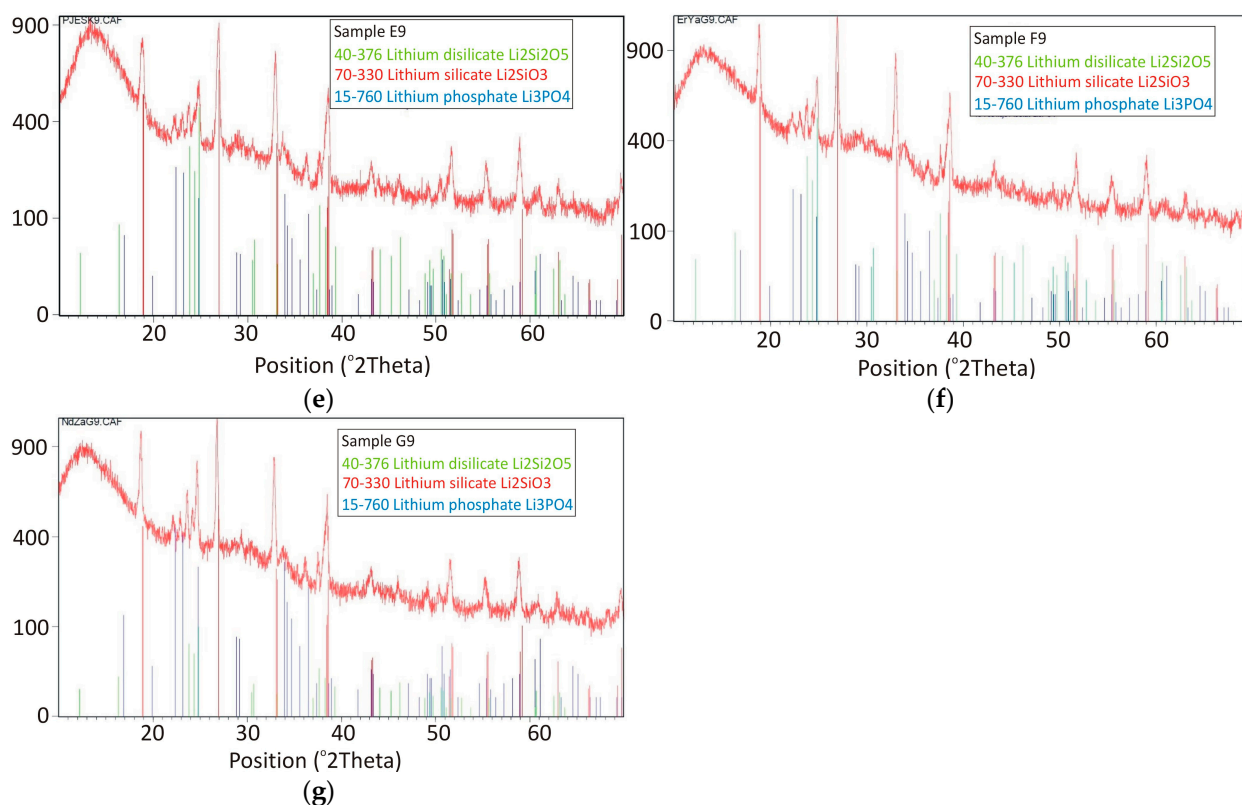 PJESK9.CAF
Sample E9
40-376 Lithium disilicate Li2Si2O5
70-330 Lithium silicate Li2SiO3
15-760 Lithium phosphate Li3PO4
900
400
100
0
20 30 40 50 60
Position (°2Theta)
(e)
ErYaG9.CAF
Sample F9
40-376 Lithium disilicate Li2Si2O5
70-330 Lithium silicate Li2SiO3
15-760 Lithium phosphate Li3PO4
900
400
100
0
20 30 40 50 60
Position (°2Theta)
(f)
NdZaG9.CAF
Sample G9
40-376 Lithium disilicate Li2Si2O5
70-330 Lithium silicate Li2SiO3
15-760 Lithium phosphate Li3PO4
900
400
100
0
20 30 40 50 60
Position (°2Theta)
(g)